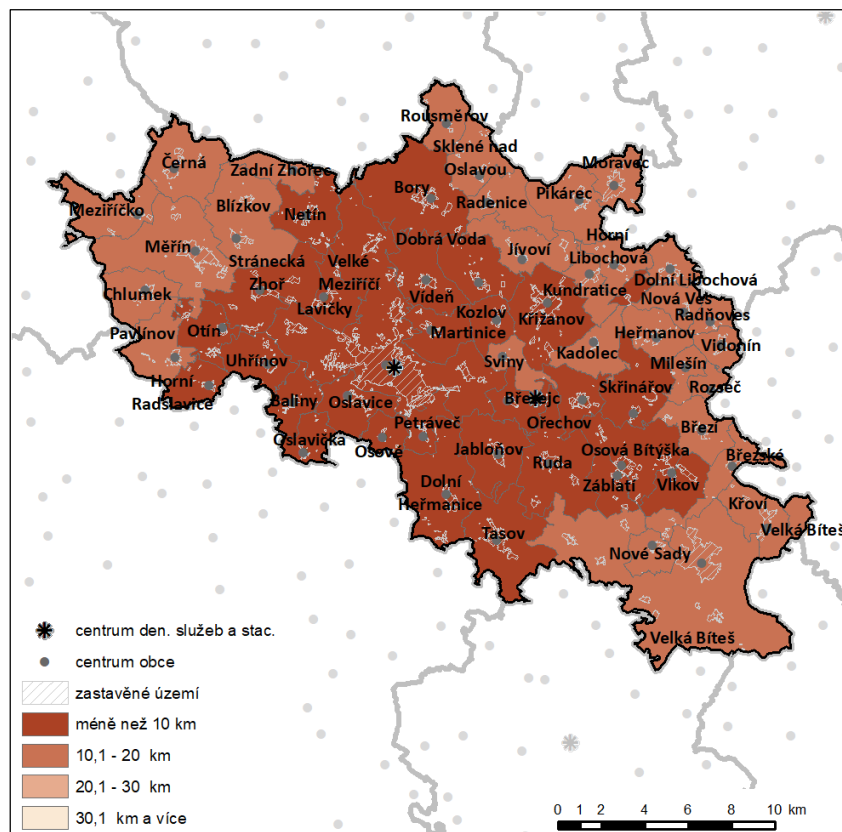 Rousměrov
Sklené nad
Oslavou
Moravec
Černá
Zadní Zhořec
Bory
Pikárec
Radenice
Meziříčko
Blízkov
Netín
Horní
Libochová
Měřín
Dobrá Voda
Jívoví
Stránecká
Zhoř
Velké
Meziříčí
Dolní Libochová
Chlumek
Lavičky
Vídeň
Kundratice
Nová Ves
Radňoves
Pavlínov
Otín
Kozlov
Martinice
Křižanov
Heřmanov
Vidonín
Kadolec
Uhřínov
Sviny
Milešín
Horní
Radslavice
Skřinářov
Rozseč
Baliny
Oslavice
Břejejc
Ořechov
Březí
Oslavička
Osové
Petráveč
Jabloňov
Ruda
Osová Bítýška
Břežské
Dolní
Heřmanice
Záblatí
Vlkov
Křoví
Tasov
Nové Sady
Velká Bíteš
Velká Bíteš
centrum den. služeb a stac.
centrum obce
zastavěné území
méně než 10 km
10,1 - 20 km
20,1 - 30 km
30,1 km a více
0 1 2 4 6 8 10 km